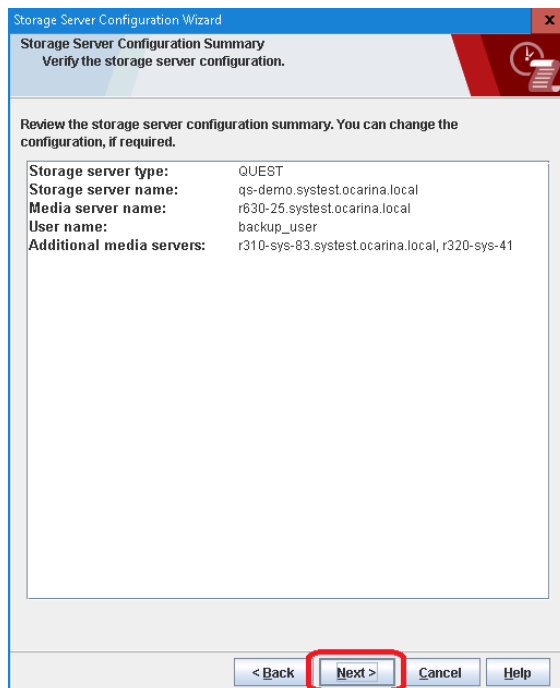 Storage Server Configuration Wizard
x
Storage Server Configuration Summary
Verify the storage server configuration.
Review the storage server configuration summary. You can change the
configuration, if required.
Storage server type: QUEST
Storage server name: qs-demo.systest.ocarina.local
Media server name: r630-25.systest.ocarina.local
User name: backup_user
Additional media servers: r310-sys-83.systest.ocarina.local, r320-sys-41
< Back Next > Cancel Help